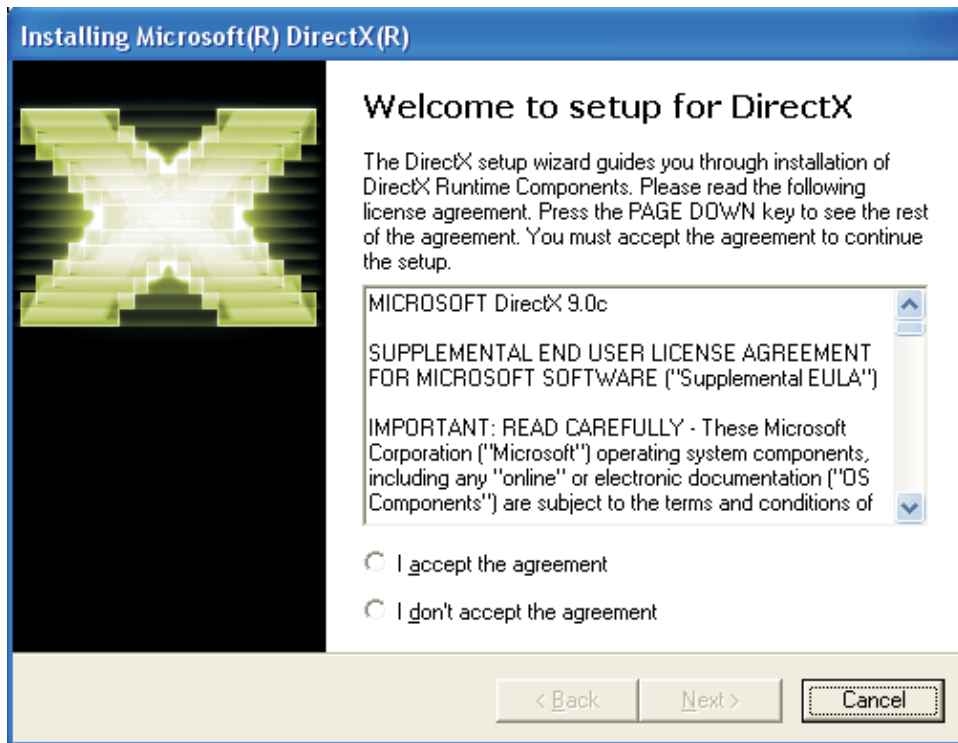 Installing Microsoft(R) DirectX(R)
Welcome to setup for DirectX
The DirectX setup wizard guides you through installation of
DirectX Runtime Components. Please read the following
license agreement. Press the PAGE DOWN key to see the rest
of the agreement. You must accept the agreement to continue
the setup.
MICROSOFT DirectX 9.0c
SUPPLEMENTAL END USER LICENSE AGREEMENT
FOR MICROSOFT SOFTWARE ("Supplemental EULA")
IMPORTANT: READ CAREFULLY - These Microsoft
Corporation ("Microsoft") operating system components,
including any "online" or electronic documentation ("OS
Components") are subject to the terms and conditions of
I accept the agreement
I don't accept the agreement
< Back
Next >
Cancel